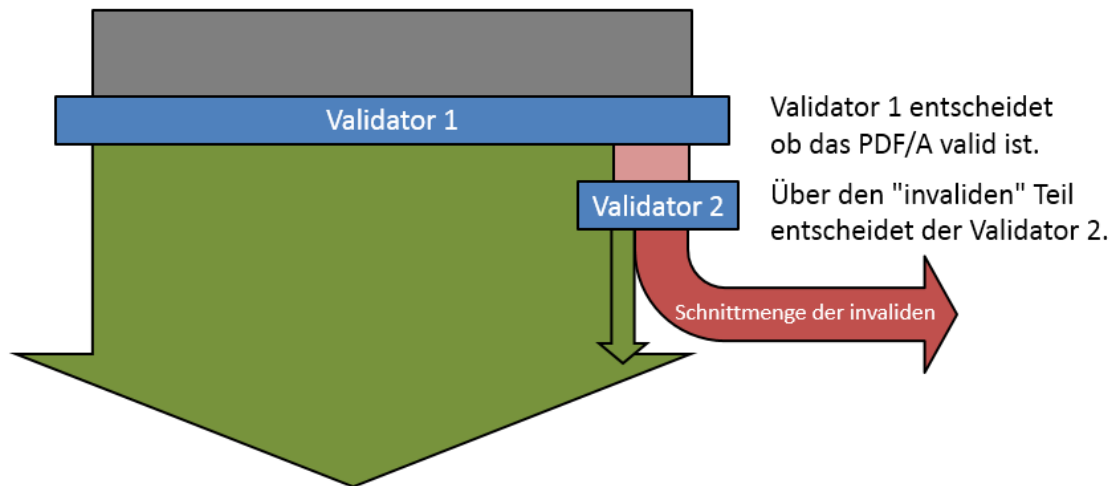 Validator 1
Validator 1 entscheidet
ob das PDF/A valid ist.
Validator 2
Über den "invaliden" Teil
entscheidet der Validator 2.
Schnittmenge der invaliden